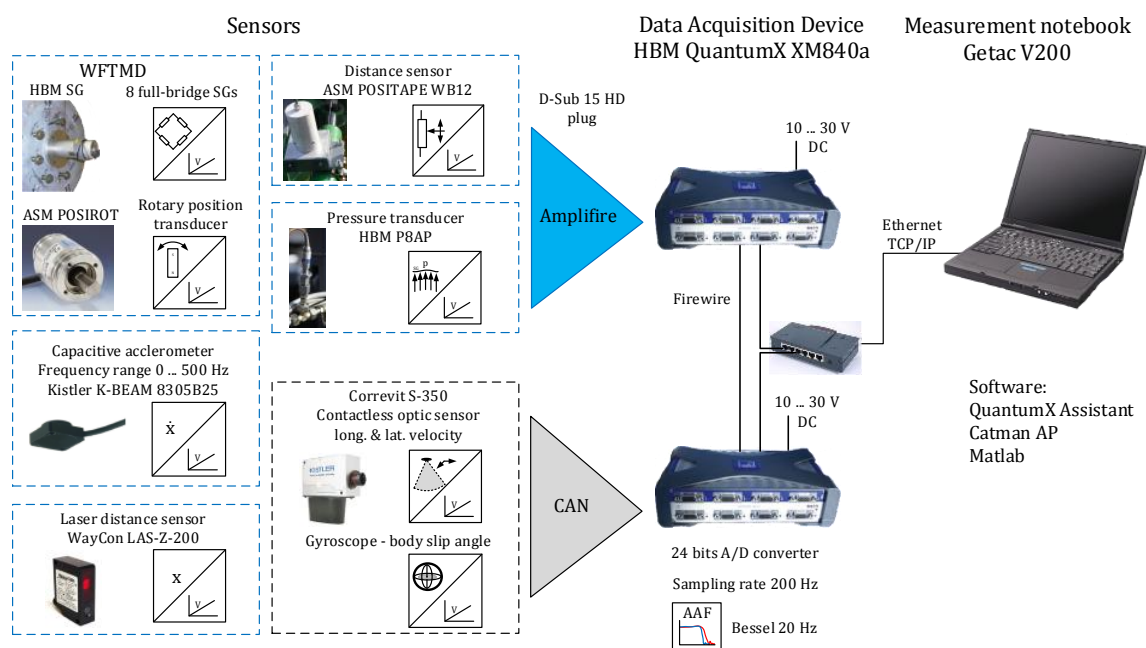 Sensors
Data Acquisition Device
HBM QuantumX XM840a
Measurement notebook
Getac V200
WFTMD
HBM SG
8 full-bridge SGs
V
ASM POSIROT
Rotary position
transducer
V
Distance sensor
ASM POSITAPE WB12
V
Pressure transducer
HBM P8AP
p
V
Capacitive acclerometer
Frequency range 0 ... 500 Hz
Kistler K-BEAM 8305B25
ẋ
V
Laser distance sensor
WayCon LAS-Z-200
x
V
Correvit S-350
Contactless optic sensor
long. & lat. velocity
KISTLER
V
Gyroscope - body slip angle
V
D-Sub 15 HD
plug
Amplifire
CAN
10 ... 30 V
DC
Firewire
Ethernet
TCP/IP
10 ... 30 V
DC
24 bits A/D converter
Sampling rate 200 Hz
AAF
Bessel 20 Hz
Software:
QuantumX Assistant
Catman AP
Matlab